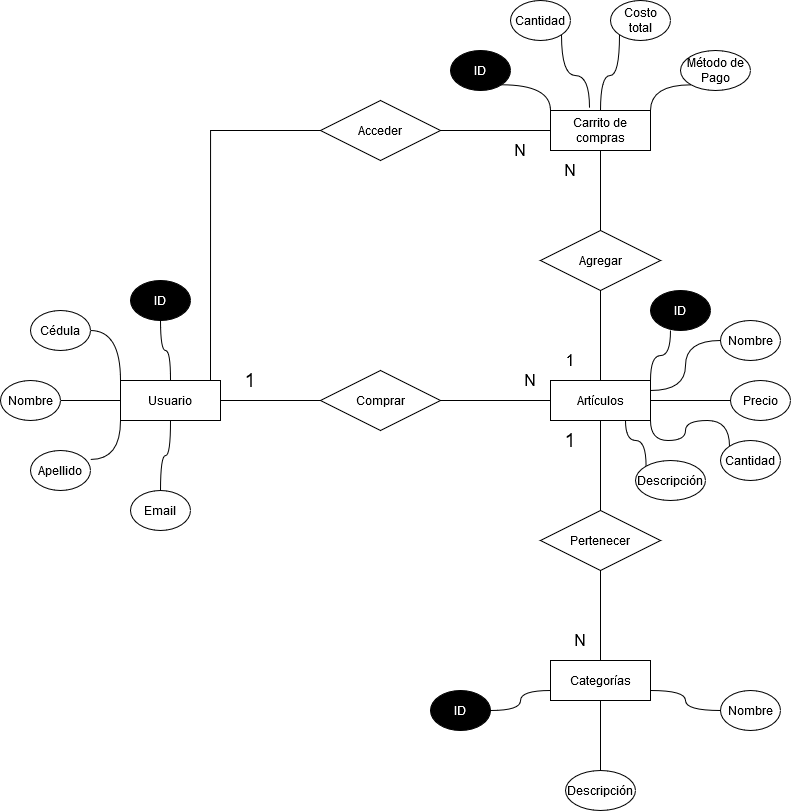 Cantidad
Costo
total
ID
Método de
Pago
Carrito de
compras
Acceder
N
N
Agregar
ID
ID
Cédula
Nombre
1
1
N
Nombre
Usuario
Comprar
Artículos
Precio
1
Apellido
Cantidad
Descripción
Email
Pertenecer
N
Categorías
ID
Nombre
Descripción